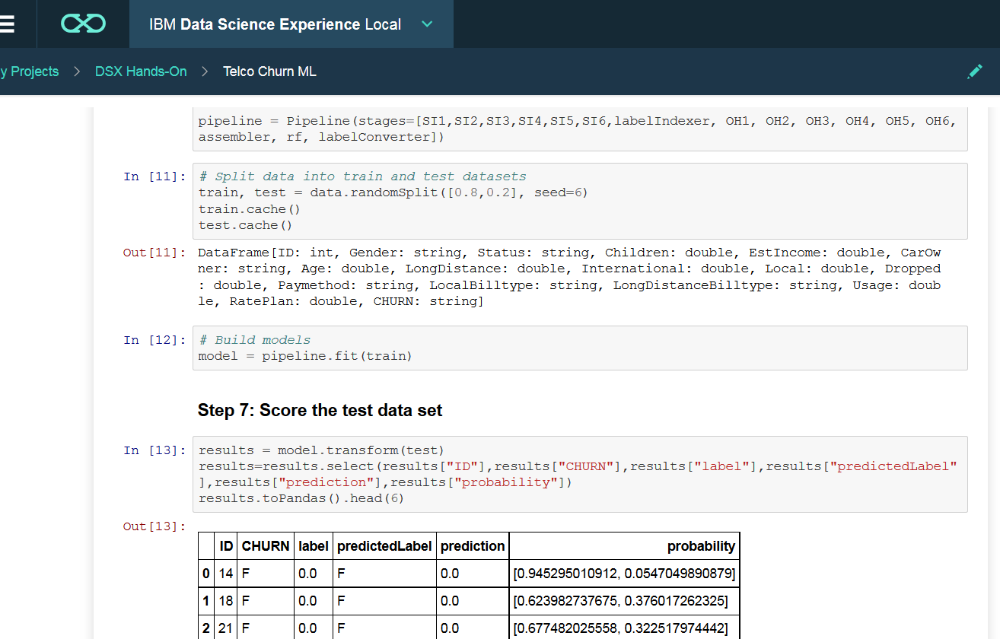 IBM Data Science Experience Local
y Projects > DSX Hands-On > Telco Churn ML
pipeline = Pipeline(stages=[SI1,SI2,SI3,SI4,SI5,SI6,labelIndexer, OH1, OH2, OH3, OH4, OH5, OH6,
assembler, rf, labelConverter])
In [11]: # Split data into train and test datasets
train, test = data.randomSplit([0.8,0.2], seed=6)
train.cache()
test.cache()
Out[11]: DataFrame[ID: int, Gender: string, Status: string, Children: double, EstIncome: double, CarOw
ner: string, Age: double, LongDistance: double, International: double, Local: double, Dropped
: double, Paymethod: string, LocalBilltype: string, LongDistanceBilltype: string, Usage: doub
le, RatePlan: double, CHURN: string]
In [12]: # Build models
model = pipeline.fit(train)
Step 7: Score the test data set
In [13]: results = model.transform(test)
results=results.select(results["ID"],results["CHURN"],results["label"],results["predictedLabel"
],results["prediction"],results["probability"])
results.toPandas().head(6)
Out[13]:
ID CHURN label predictedLabel prediction probability
0 14 F 0.0 F 0.0 [0.945295010912, 0.0547049890879]
1 18 F 0.0 F 0.0 [0.623982737675, 0.376017262325]
2 21 F 0.0 F 0.0 [0.677482025558, 0.322517974442]